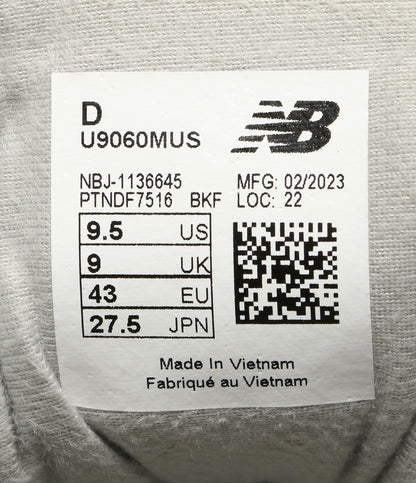 D
U9060MUS
NB
NBJ-1136645 MFG: 02/2023
PTNDF7516 BKF LOC: 22
9.5 US
9 UK
43 EU
27.5 JPN
Made In Vietnam
Fabriqué au Vietnam